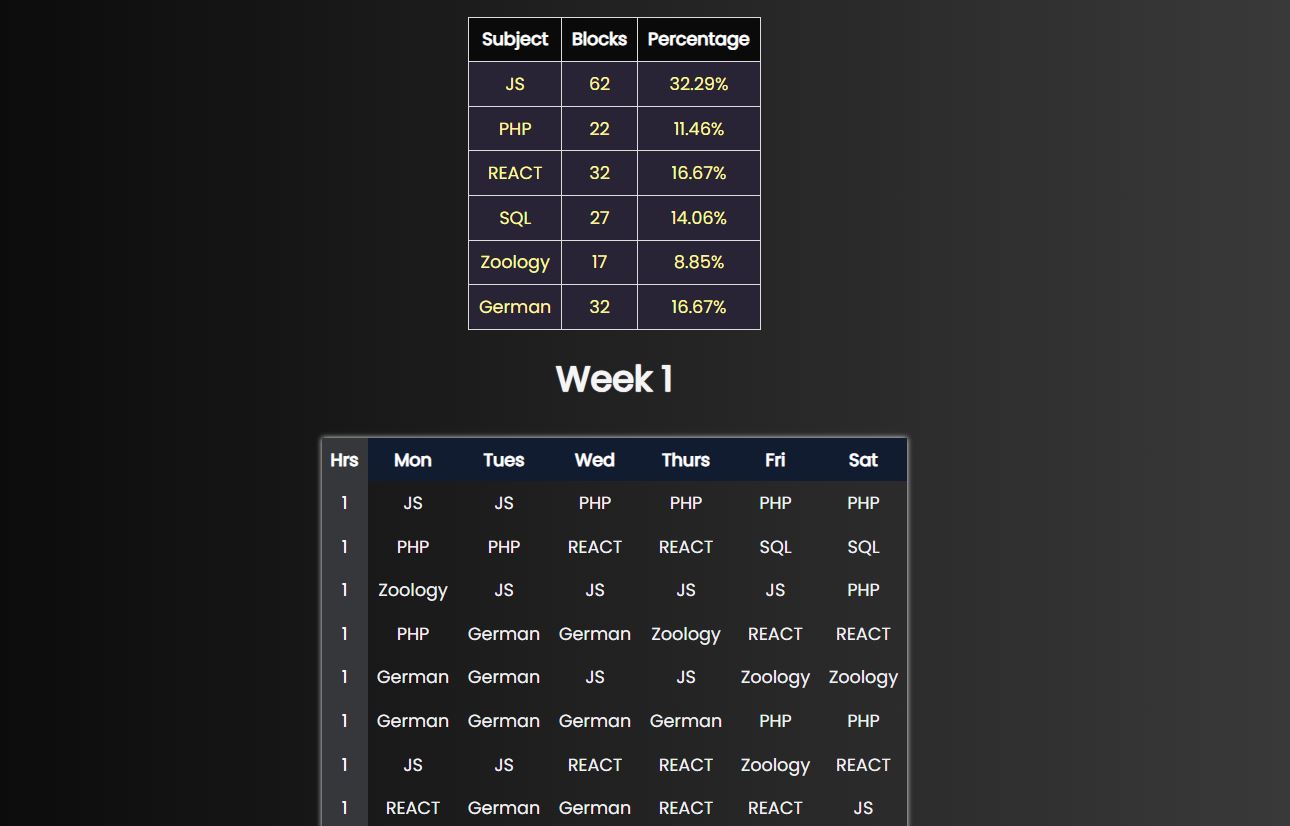 Subject Blocks Percentage
JS 62 32.29%
PHP 22 11.46%
REACT 32 16.67%
SQL 27 14.06%
Zoology 17 8.85%
German 32 16.67%
Week 1
Hrs Mon Tues Wed Thurs Fri Sat
1 JS JS PHP PHP PHP PHP
1 PHP PHP REACT REACT SQL SQL
1 Zoology JS JS JS JS PHP
1 PHP German German Zoology REACT REACT
1 German German JS JS Zoology Zoology
1 German German German German PHP PHP
1 JS JS REACT REACT Zoology REACT
1 REACT German German REACT REACT JS